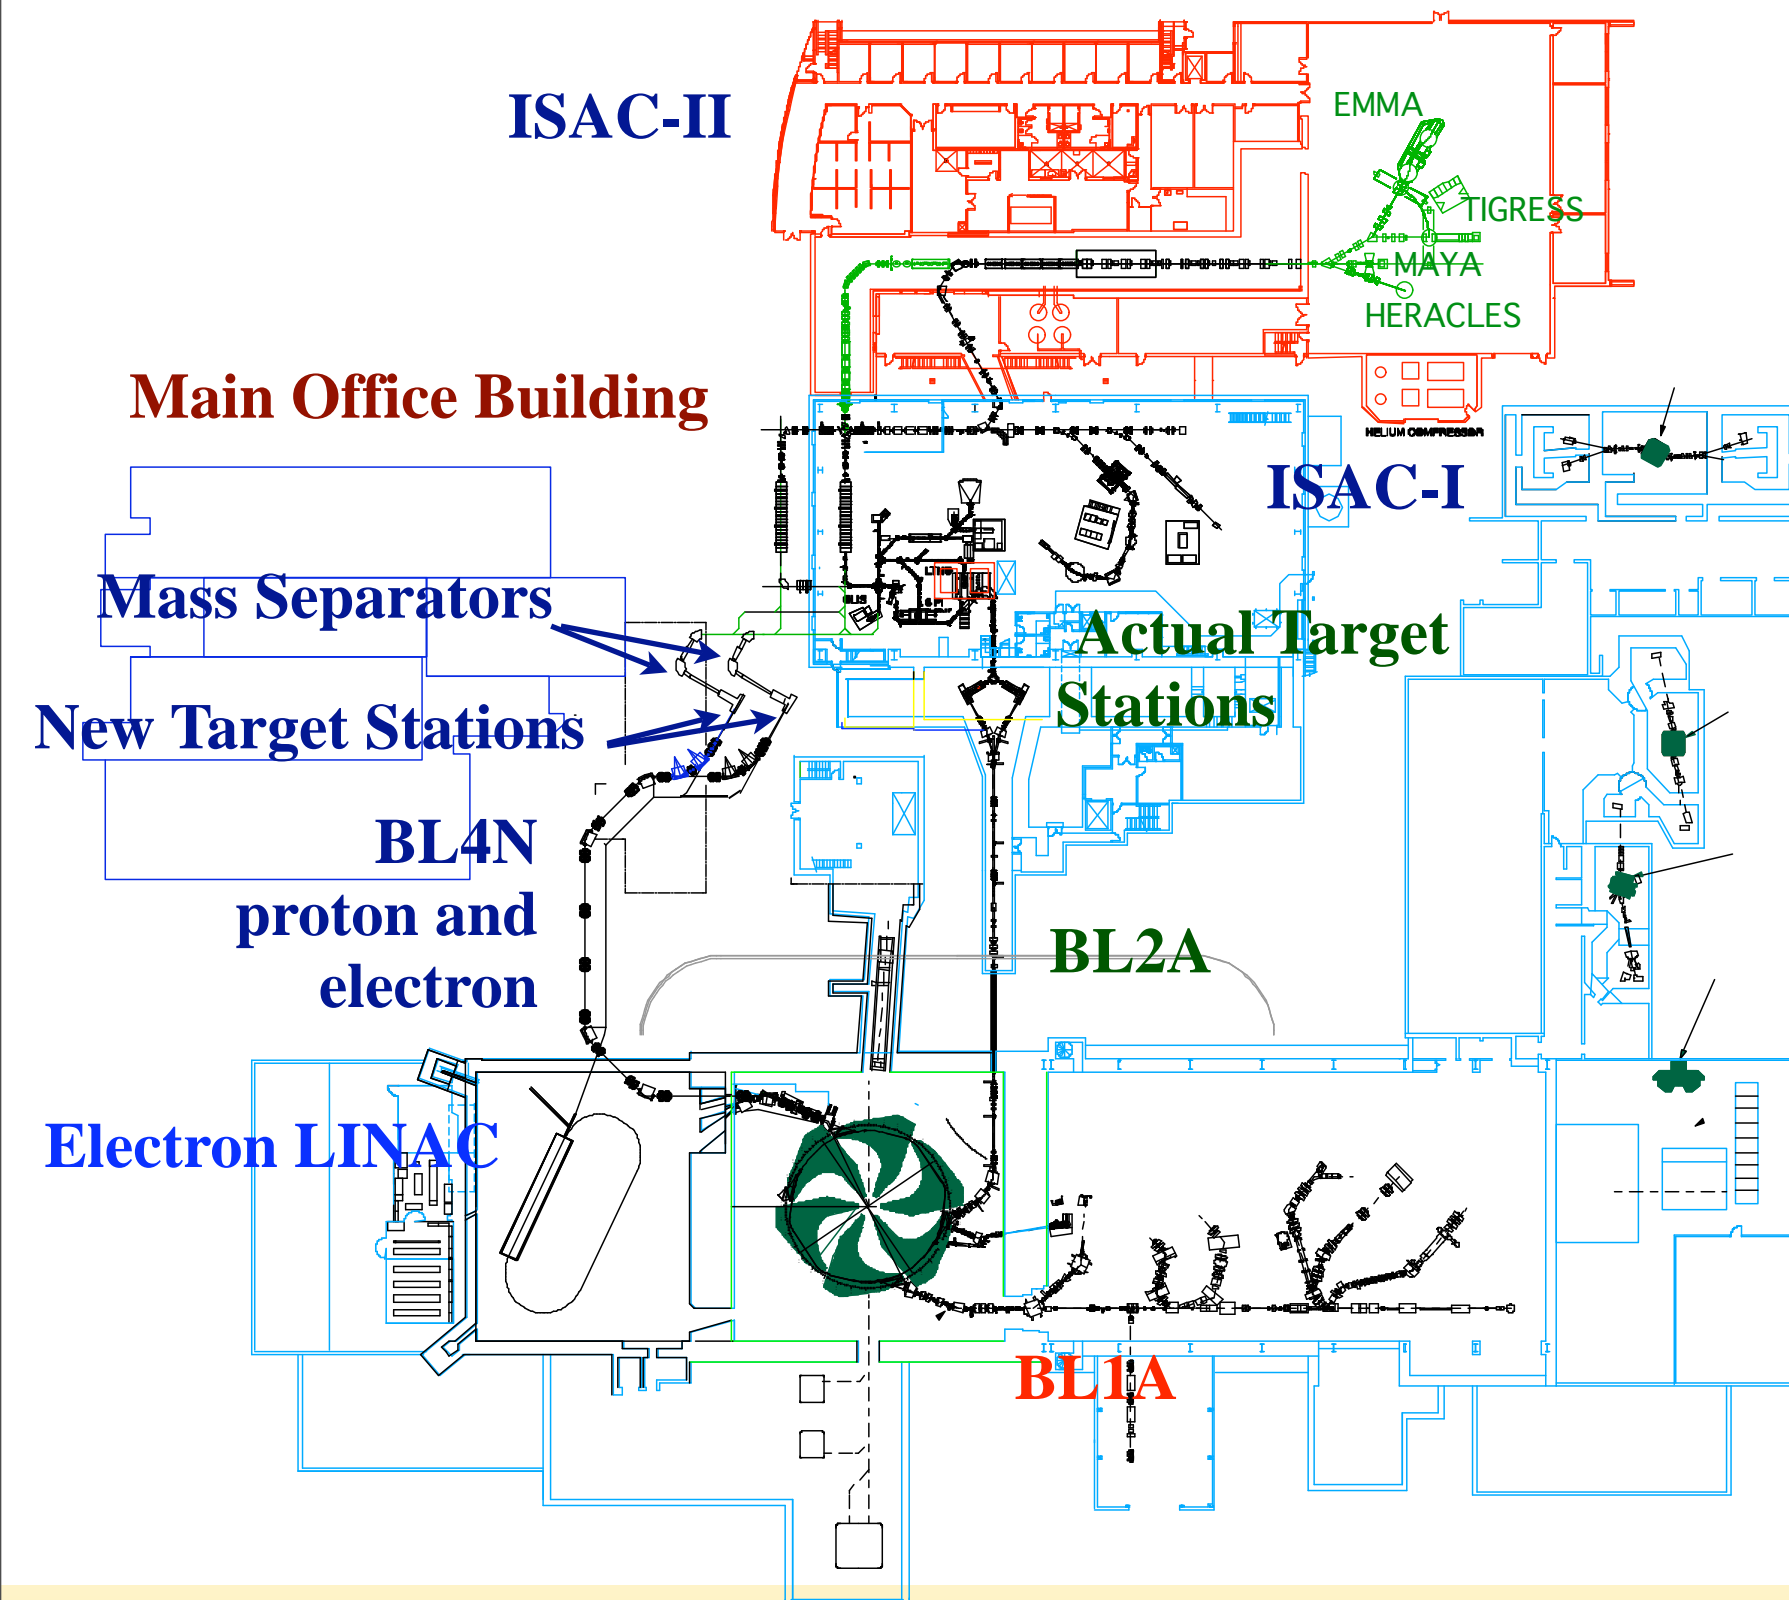 EMMA
ISAC-II
TIGRESS
MAYA
HERACLES
Main Office Building
HELIUM COMPRESSOR
ISAC-I
Mass Separators
Actual Target
Stations
New Target Stations
BL4N
proton and
electron
BL2A
Electron LINAC
BL1A